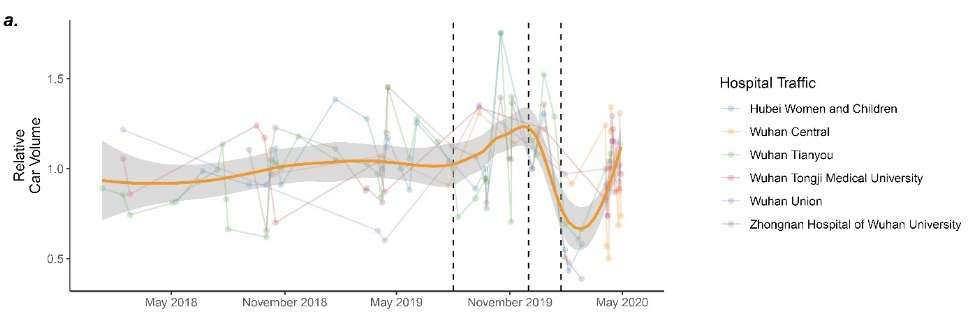 a.
Relative
Car Volume
1.5
1.0
0.5
May 2018
November 2018
May 2019
November 2019
May 2020
Hospital Traffic
Hubei Women and Children
Wuhan Central
Wuhan Tianyou
Wuhan Tongji Medical University
Wuhan Union
Zhongnan Hospital of Wuhan University